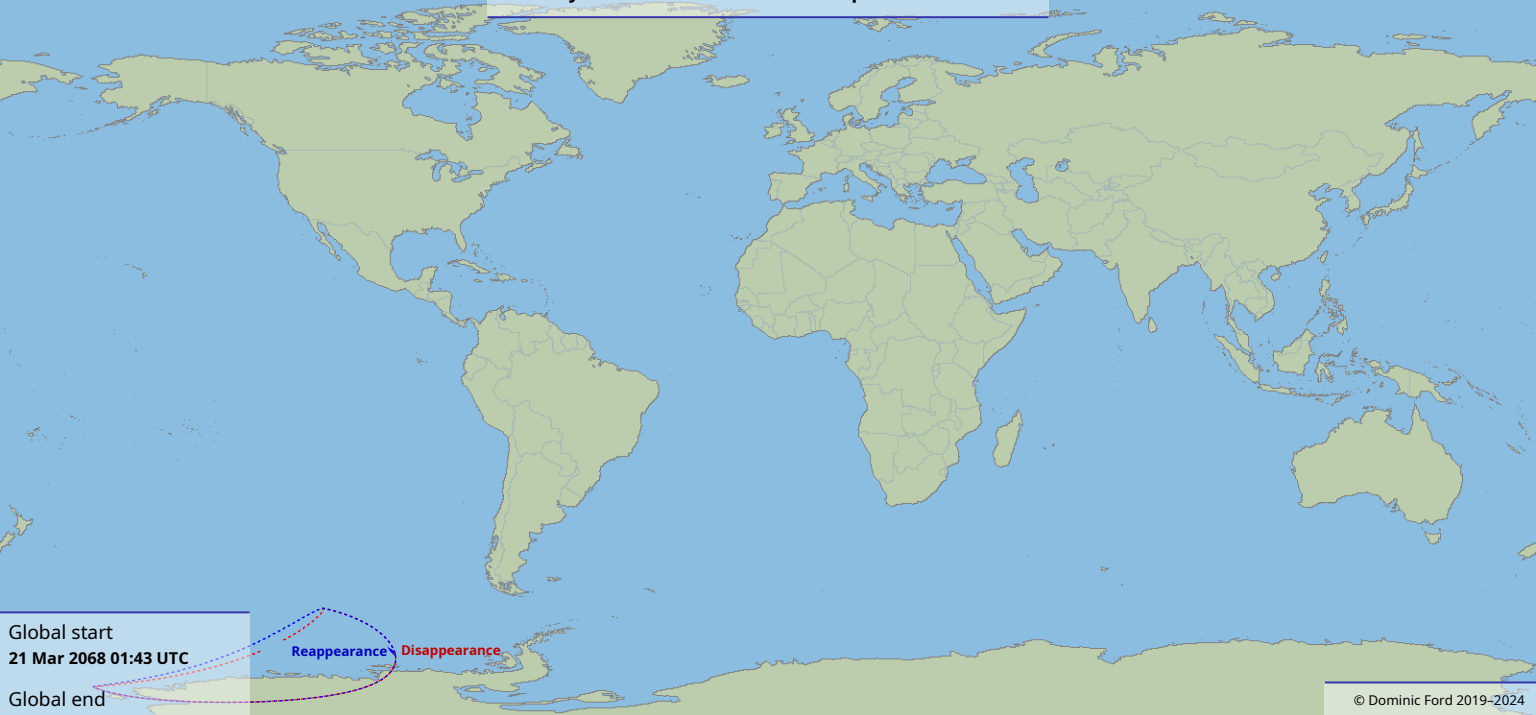 Global start
21 Mar 2068 01:43 UTC
Global end
Reappearance
Disappearance
© Dominic Ford 2019–2024